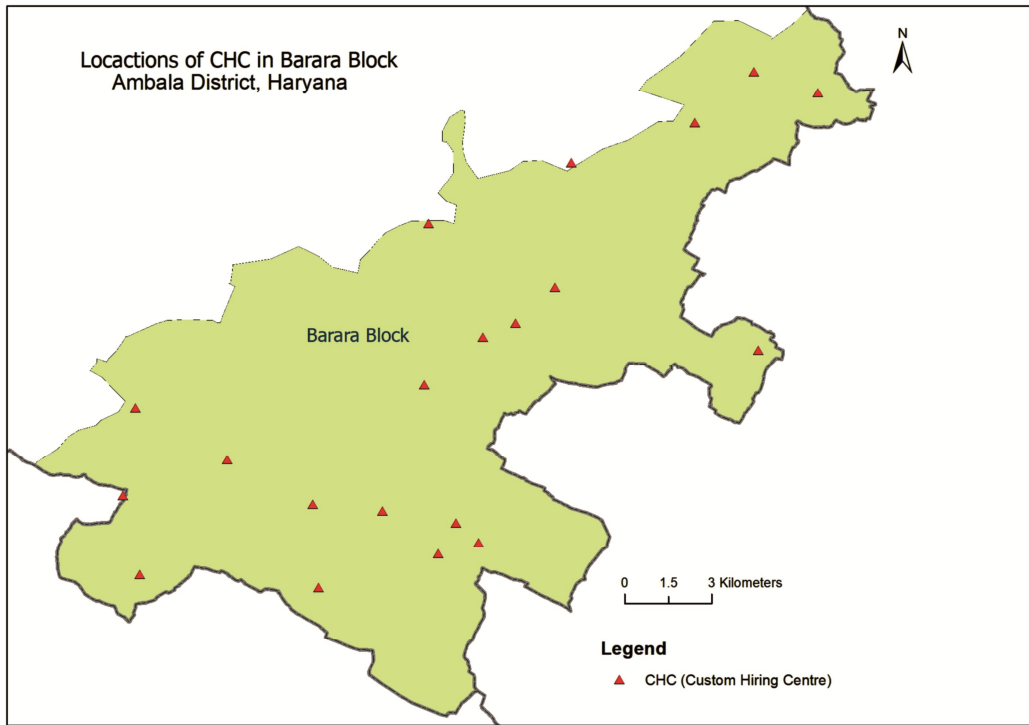 Locactions of CHC in Barara Block
Ambala District, Haryana
N
Barara Block
0 1.5 3 Kilometers
Legend
CHC (Custom Hiring Centre)